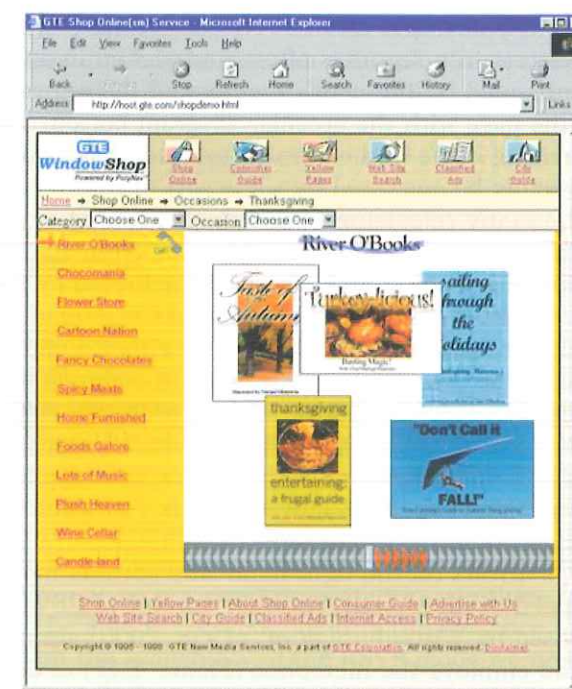 GTE Shop Online(sm) Service - Microsoft Internet Explorer
File Edit View Favorites Tools Help
Back Stop Refresh Home Search Favorites History Mail Print
Address http://host.gte.com/shopdemo.html Links
GTE
WindowShop
Shop Online
Consumer Guide
Yellow Pages
Web Site Search
Classified Ads
City Guide
Home → Shop Online → Occasions → Thanksgiving
Category Choose One Occasion Choose One
River O'Books
Chocomania
Flower Store
Cartoon Nation
Fancy Chocolates
Spicy Meats
Home Furnished
Foods Galore
Lots of Music
Plush Heaven
Wine Cellar
Candle-land
River O'Books
Taste of
Autumn
Turkey-licious!
Basting Magic!
sailing
through
the
holidays
thanksgiving
entertaining:
a frugal guide
"Don't Call it
FALL!"
Shop Online | Yellow Pages | About Shop Online | Consumer Guide | Advertise with Us
Web Site Search | City Guide | Classified Ads | Internet Access | Privacy Policy
GTE New Media Services, Inc. a part of GTE Corporation. All rights reserved. Disclaimer.